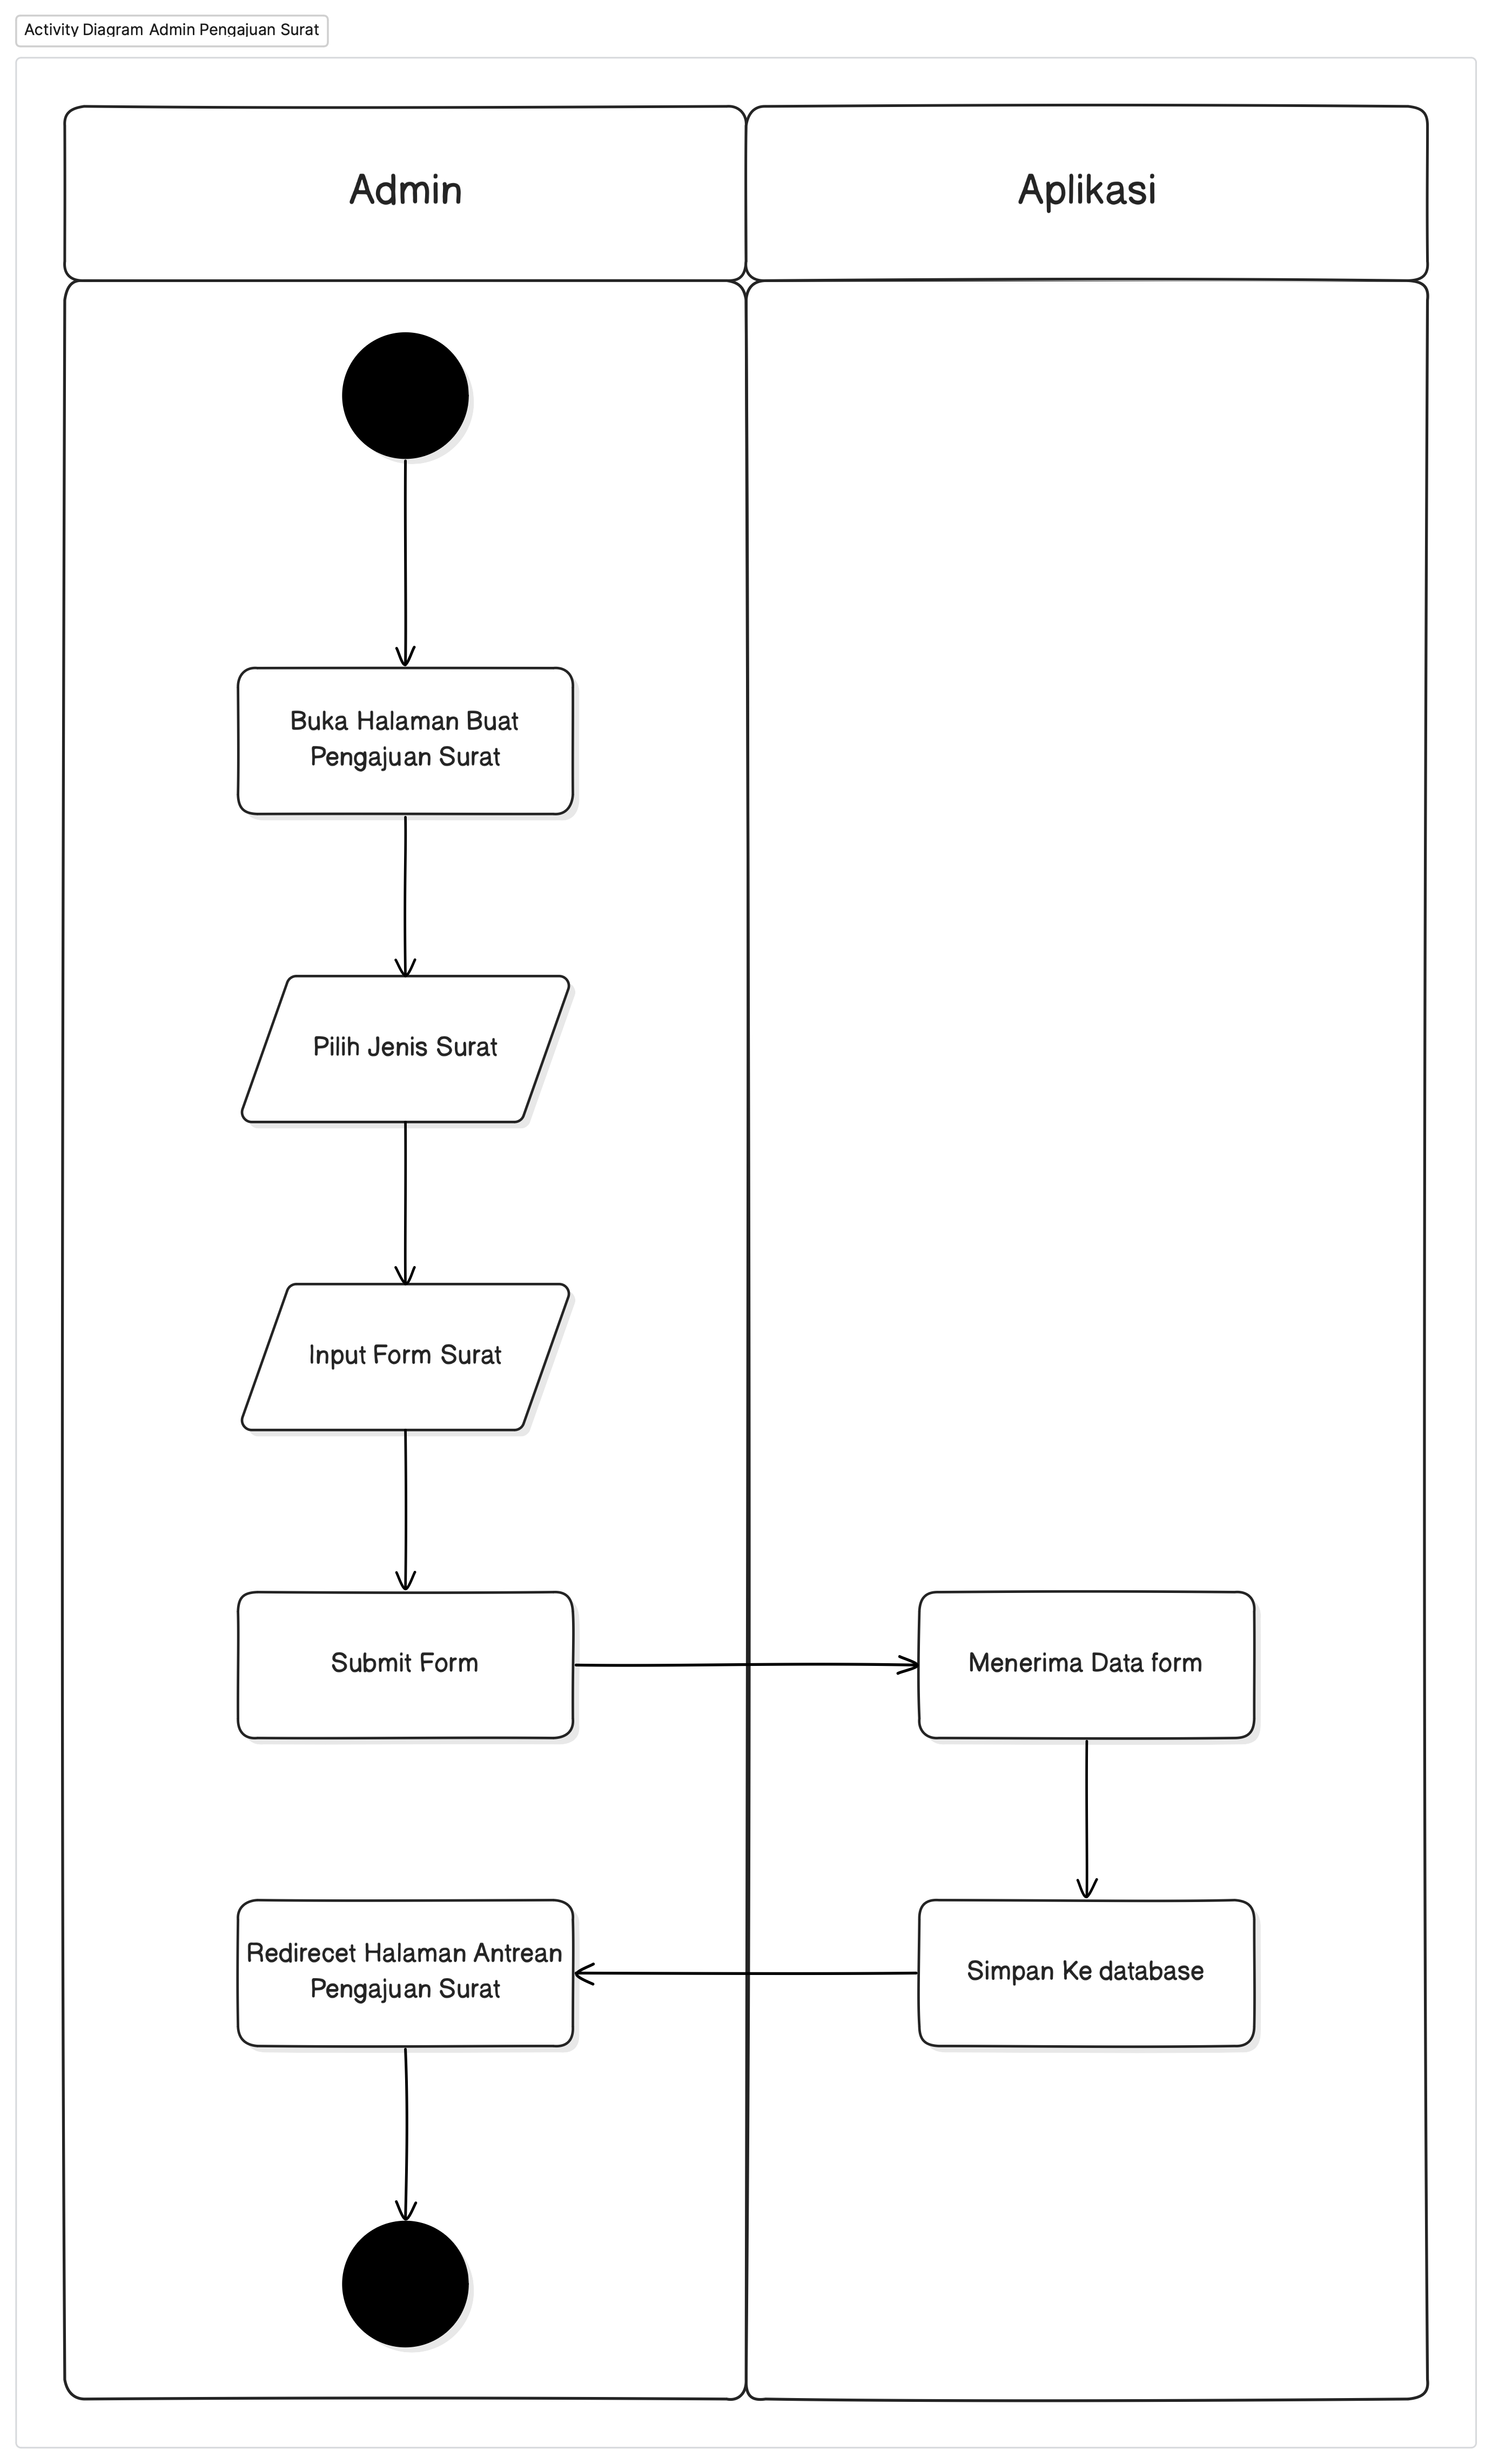 Activity Diagram Admin Pengajuan Surat
Admin
Aplikasi
Buka Halaman Buat
Pengajuan Surat
Pilih Jenis Surat
Input Form Surat
Submit Form
Menerima Data form
Redirecet Halaman Antrean
Pengajuan Surat
Simpan Ke database